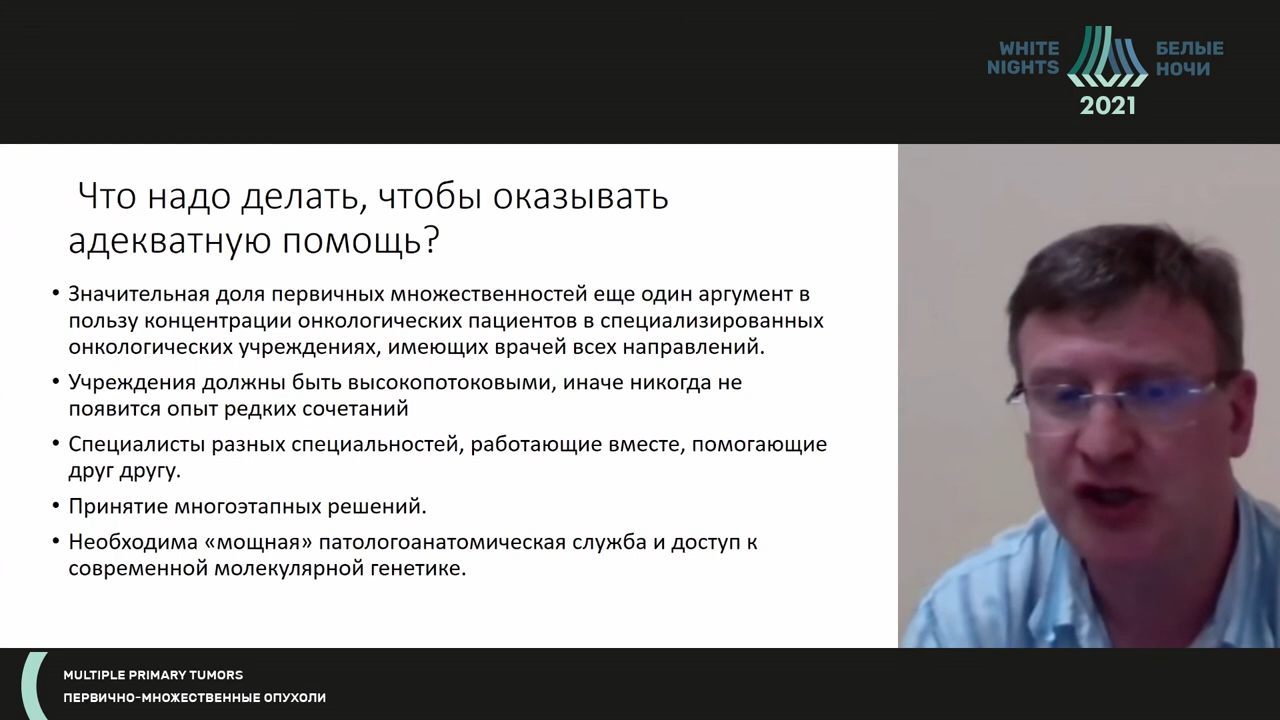 WHITE NIGHTS
БЕЛЫЕ НОЧИ
2021
Что надо делать, чтобы оказывать
адекватную помощь?
• Значительная доля первичных множественностей еще один аргумент в
пользу концентрации онкологических пациентов в специализированных
онкологических учреждениях, имеющих врачей всех направлений.
• Учреждения должны быть высокопотоковыми, иначе никогда не
появится опыт редких сочетаний
• Специалисты разных специальностей, работающие вместе, помогающие
друг другу.
• Принятие многоэтапных решений.
• Необходима «мощная» патологоанатомическая служба и доступ к
современной молекулярной генетике.
MULTIPLE PRIMARY TUMORS
ПЕРВИЧНО-МНОЖЕСТВЕННЫЕ ОПУХОЛИ